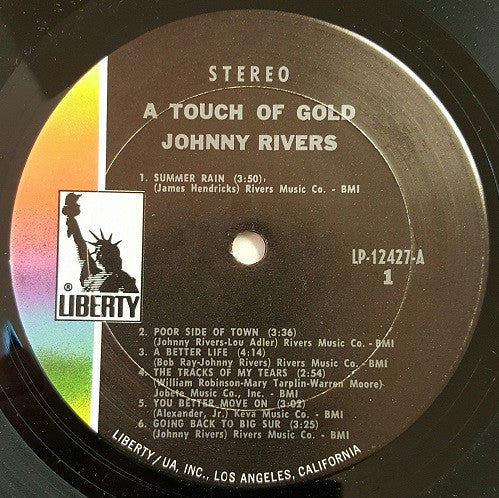 STEREO
A TOUCH OF GOLD
JOHNNY RIVERS
1. SUMMER RAIN (3:50)
(James Hendricks) Rivers Music Co. - BMI
LP-12427-A
1
® LIBERTY
2. POOR SIDE OF TOWN (3:36)
(Johnny Rivers-Lou Adler) Rivers Music Co. - BMI
3. A BETTER LIFE (4:14)
(Bob Ray-Johnny Rivers) Rivers Music Co. - BMI
4. THE TRACKS OF MY TEARS (2:54)
(William Robinson-Mary Tarplin-Warren Moore)
Jobete Music Co., Inc. - BMI
5. YOU BETTER MOVE ON (3:02)
(Alexander, Jr.) Keva Music Co. - BMI
6. GOING BACK TO BIG SUR (3:25)
(Johnny Rivers) Rivers Music Co. - BMI
LIBERTY/UA, INC., LOS ANGELES, CALIFORNIA